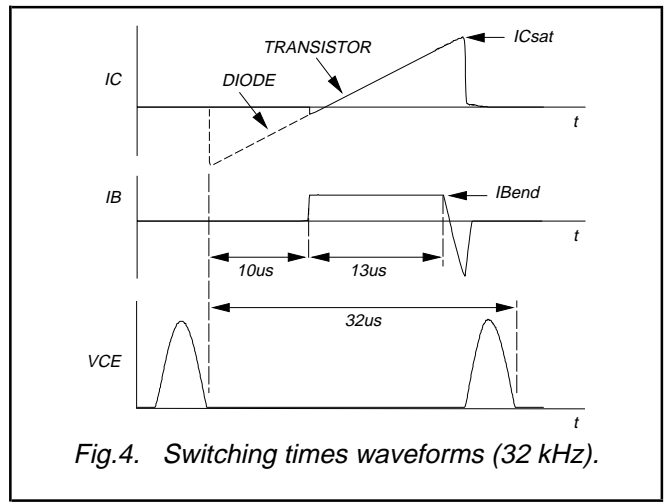 ICsat
TRANSISTOR
IC
DIODE
t
IB
IBend
t
10us
13us
32us
VCE
t
Fig.4. Switching times waveforms (32 kHz).